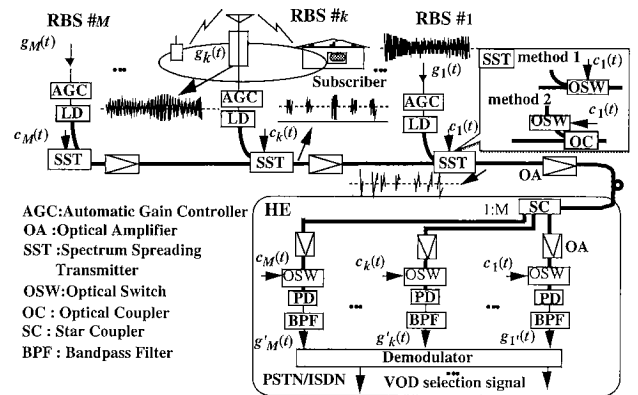 RBS #M
RBS #k
RBS #1
g_M(t)
g_k(t)
g_1(t)
Subscriber
AGC
LD
AGC
LD
AGC
LD
c_M(t)
c_k(t)
c_1(t)
SST
SST
SST
SST
method 1
c_1(t)
OSW
method 2
OSW
c_1(t)
OC
OA
AGC:Automatic Gain Controller
OA :Optical Amplifier
SST:Spectrum Spreading
Transmitter
OSW:Optical Switch
OC : Optical Coupler
SC : Star Coupler
BPF : Bandpass Filter
HE
1:M
SC
OA
c_M(t)
c_k(t)
c_1(t)
OSW
OSW
OSW
PD
PD
PD
BPF
BPF
BPF
g'_M(t)
g'_k(t)
g_1'(t)
Demodulator
PSTN/ISDN
VOD selection signal